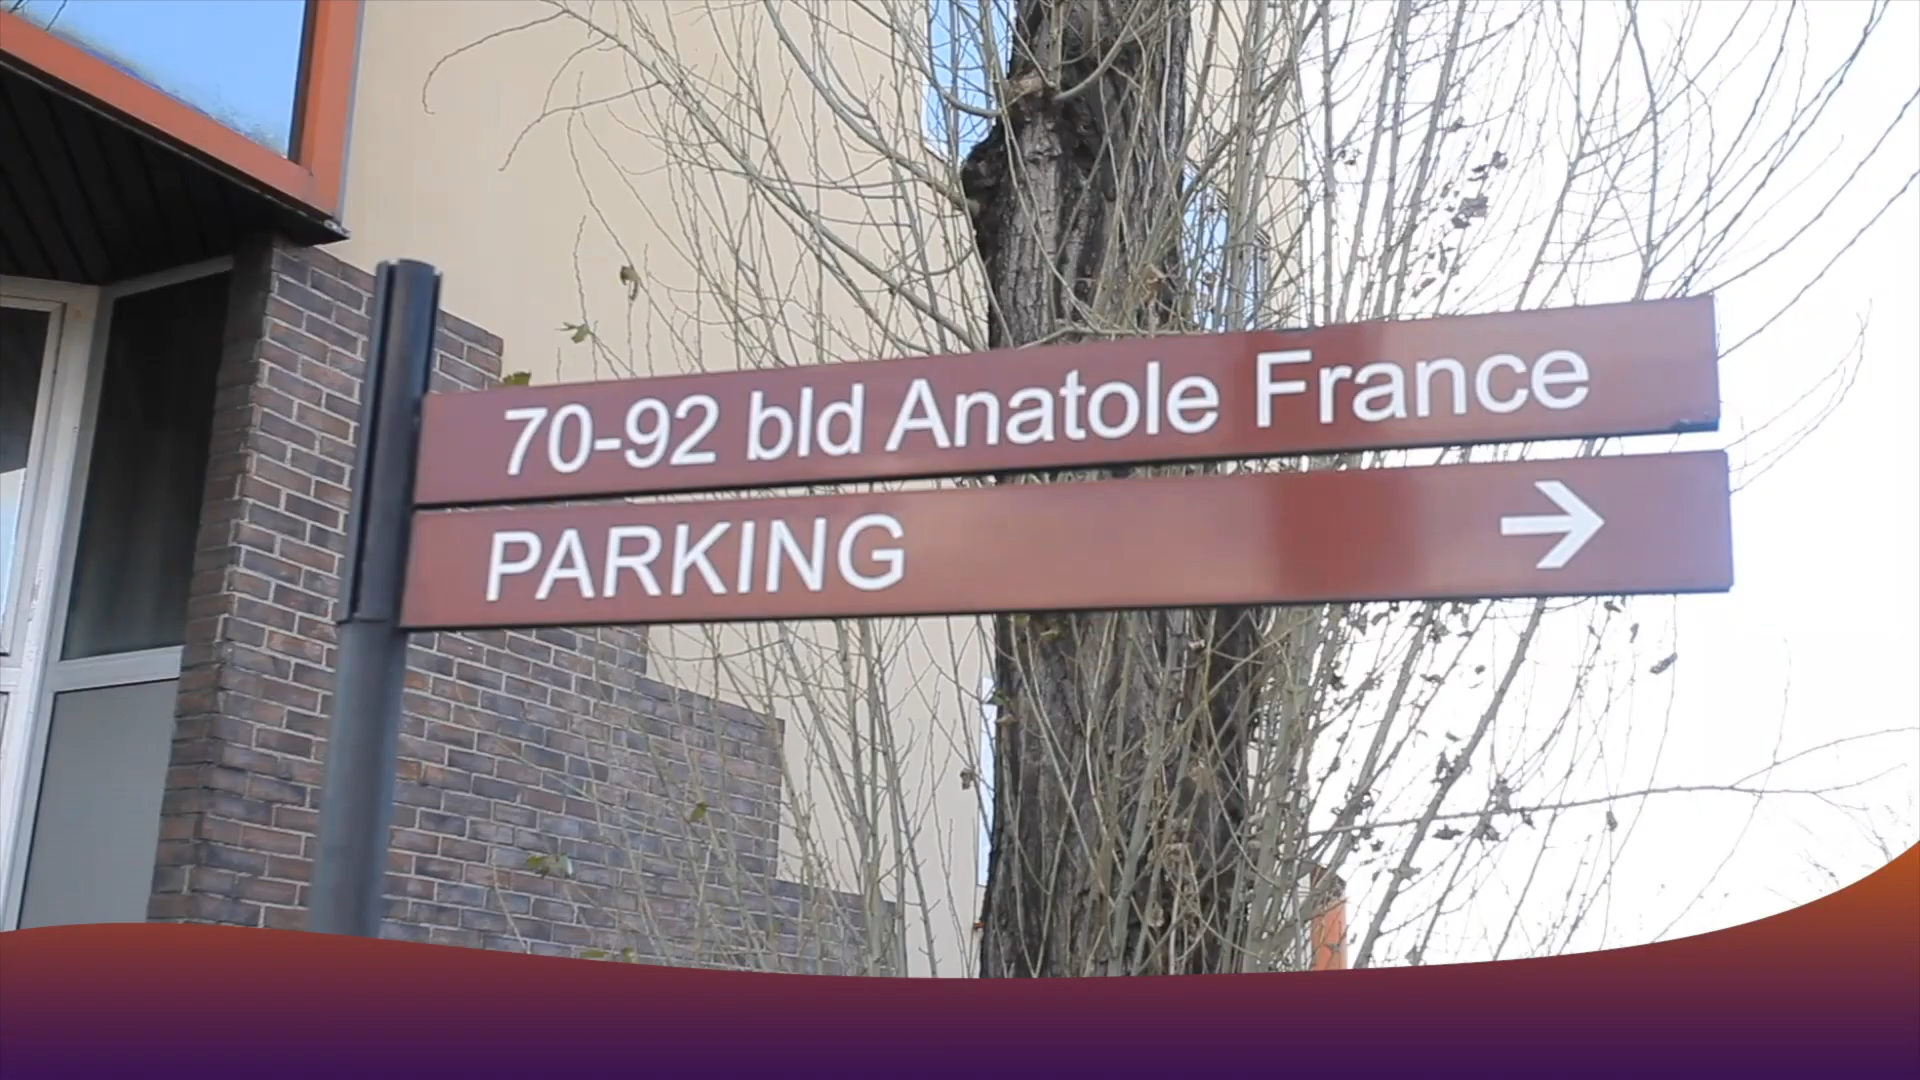 70-92 bld Anatole France
PARKING →